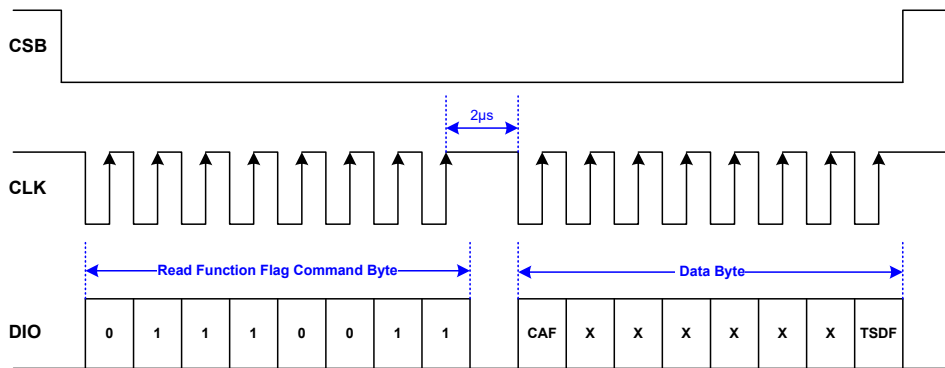 CSB
2µs
CLK
Read Function Flag Command Byte
Data Byte
DIO 0 1 1 1 0 0 1 1 CAF X X X X X X TSDF